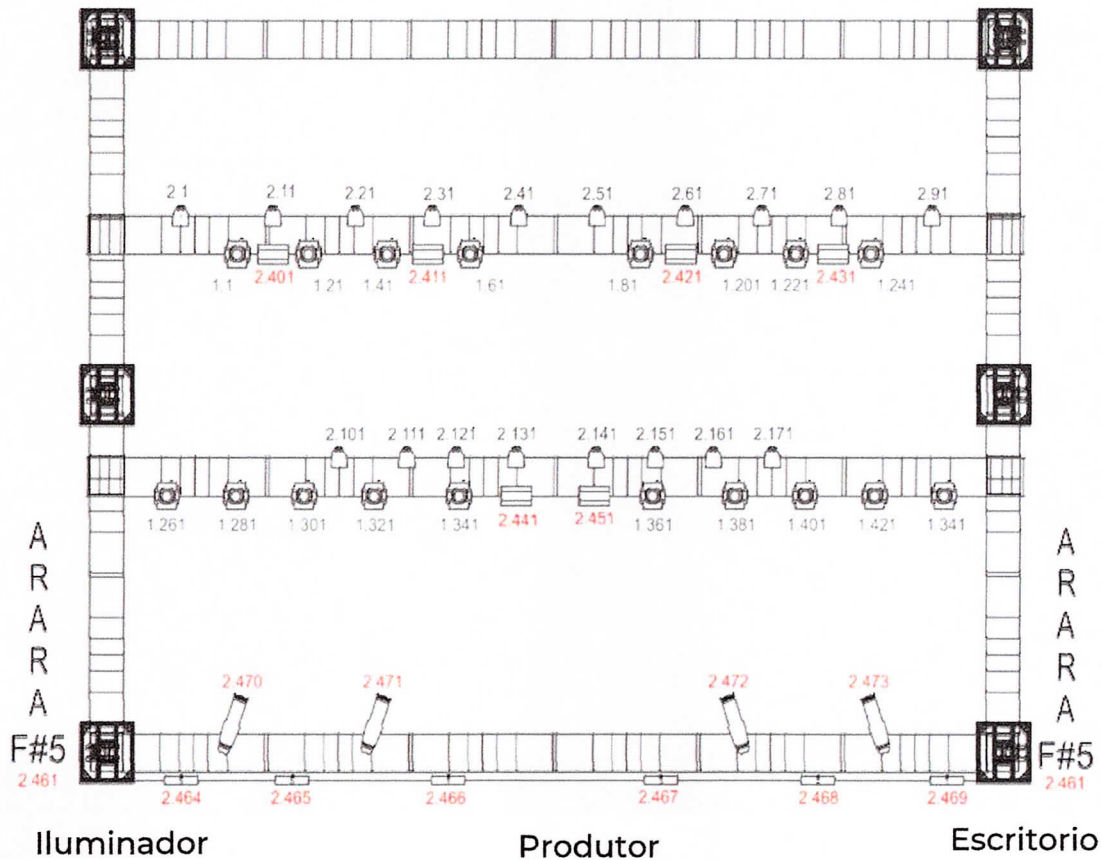 2.1 2.11 2.21 2.31 2.41 2.51 2.61 2.71 2.81 2.91
1.1 2.401 1.21 1.41 2.411 1.61 1.81 2.421 1.201 1.221 2.431 1.241
2.101 2.111 2.121 2.131 2.141 2.151 2.161 2.171
1.261 1.281 1.301 1.321 1.341 2.441 2.451 1.361 1.381 1.401 1.421 1.341
A
R
A
R
A
F#5
2.461
A
R
A
R
A
F#5
2.461
2.470 2.471 2.472 2.473
2.464 2.465 2.466 2.467 2.468 2.469
Iluminador Produtor Escritorio